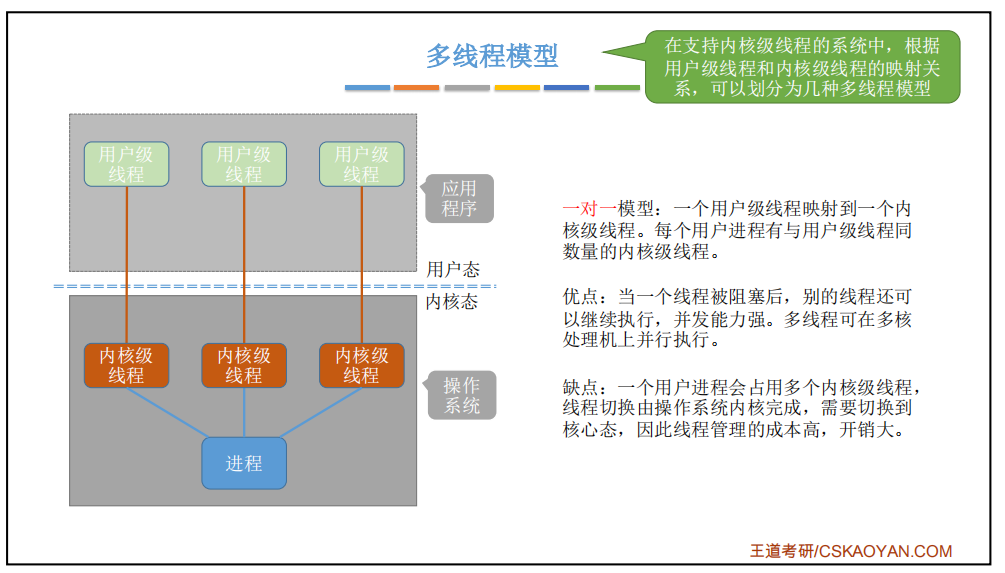 多线程模型
在支持内核级线程的系统中，根据
用户级线程和内核级线程的映射关
系，可以划分为几种多线程模型
用户级
线程
用户级
线程
用户级
线程
应用
程序
用户态
内核态
内核级
线程
内核级
线程
内核级
线程
操作
系统
进程
一对一模型：一个用户级线程映射到一个内
核级线程。每个用户进程有与用户级线程同
数量的内核级线程。
优点：当一个线程被阻塞后，别的线程还可
以继续执行，并发能力强。多线程可在多核
处理机上并行执行。
缺点：一个用户进程会占用多个内核级线程，
线程切换由操作系统内核完成，需要切换到
核心态，因此线程管理的成本高，开销大。
王道考研/CSKAOYAN.COM